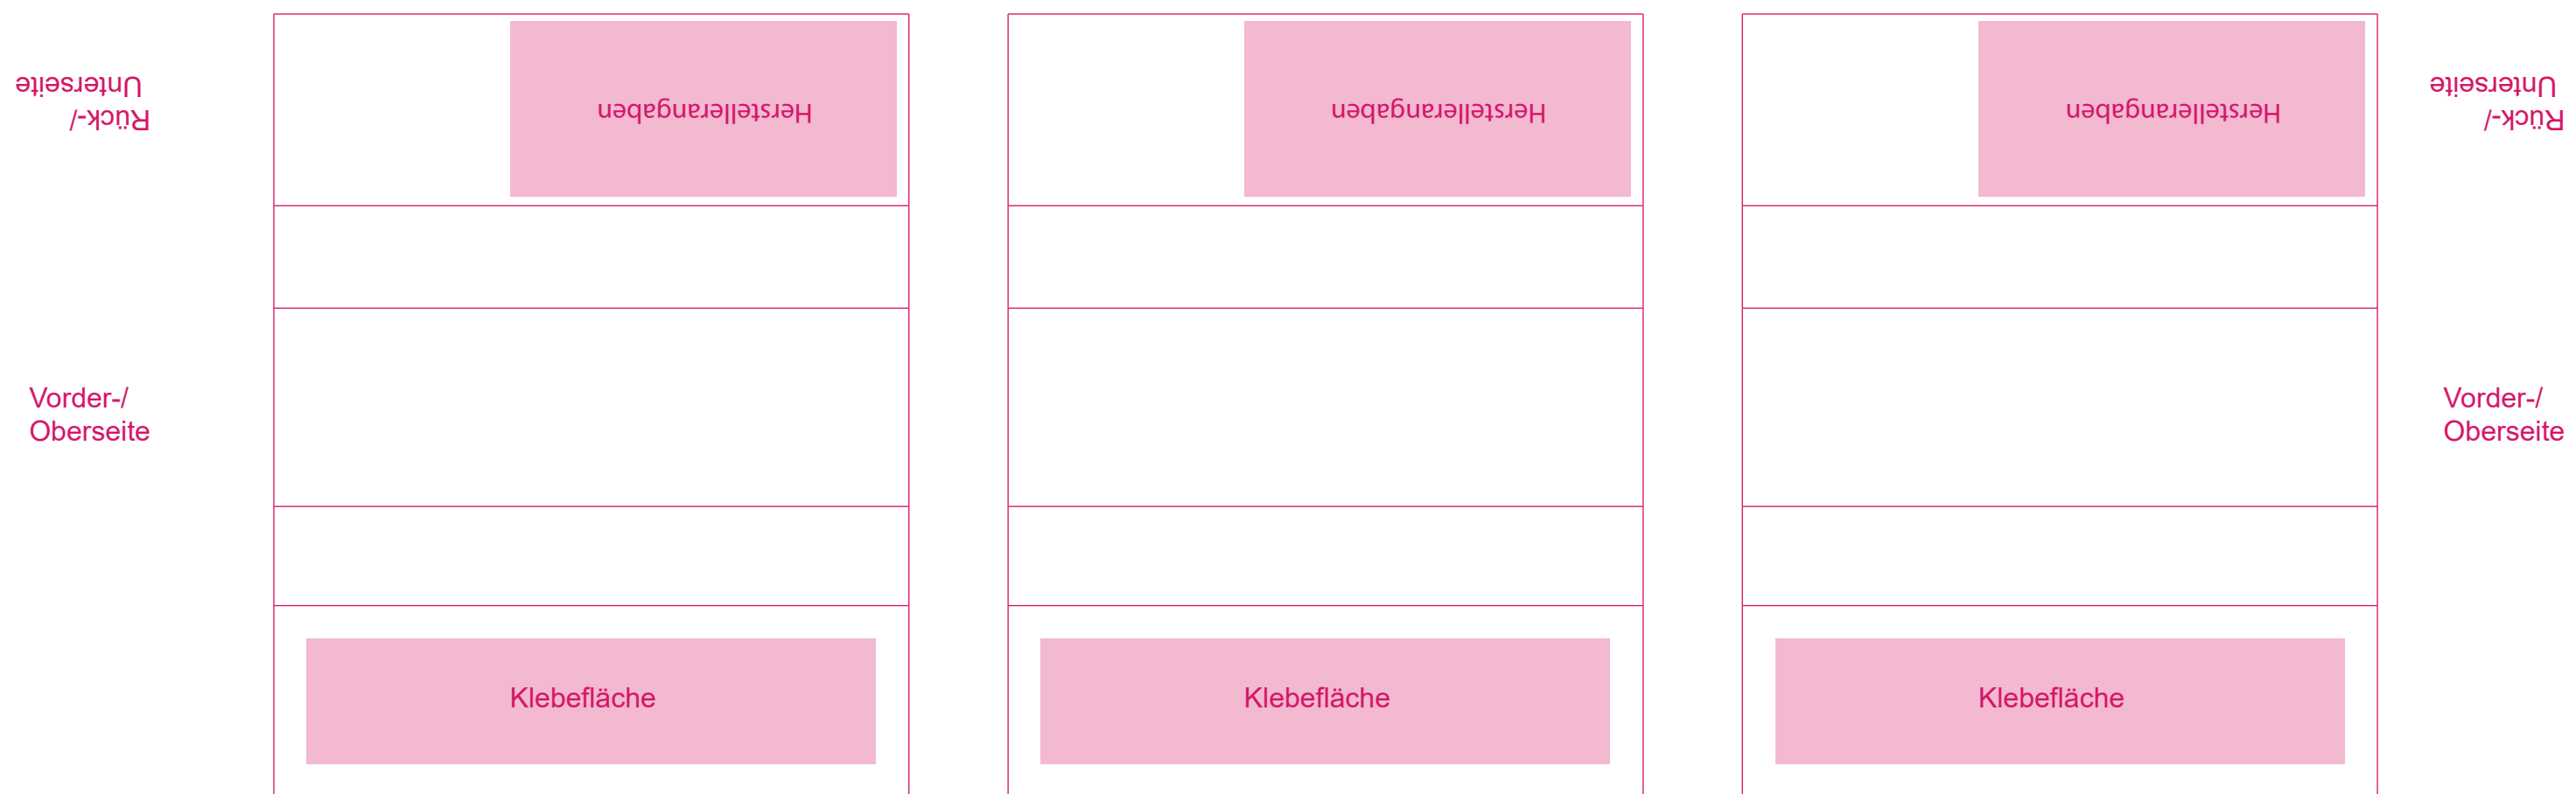 Rück-/
Unterseite
Herstellerangaben
Herstellerangaben
Herstellerangaben
Rück-/
Unterseite
Vorder-/
Oberseite
Vorder-/
Oberseite
Klebefläche
Klebefläche
Klebefläche